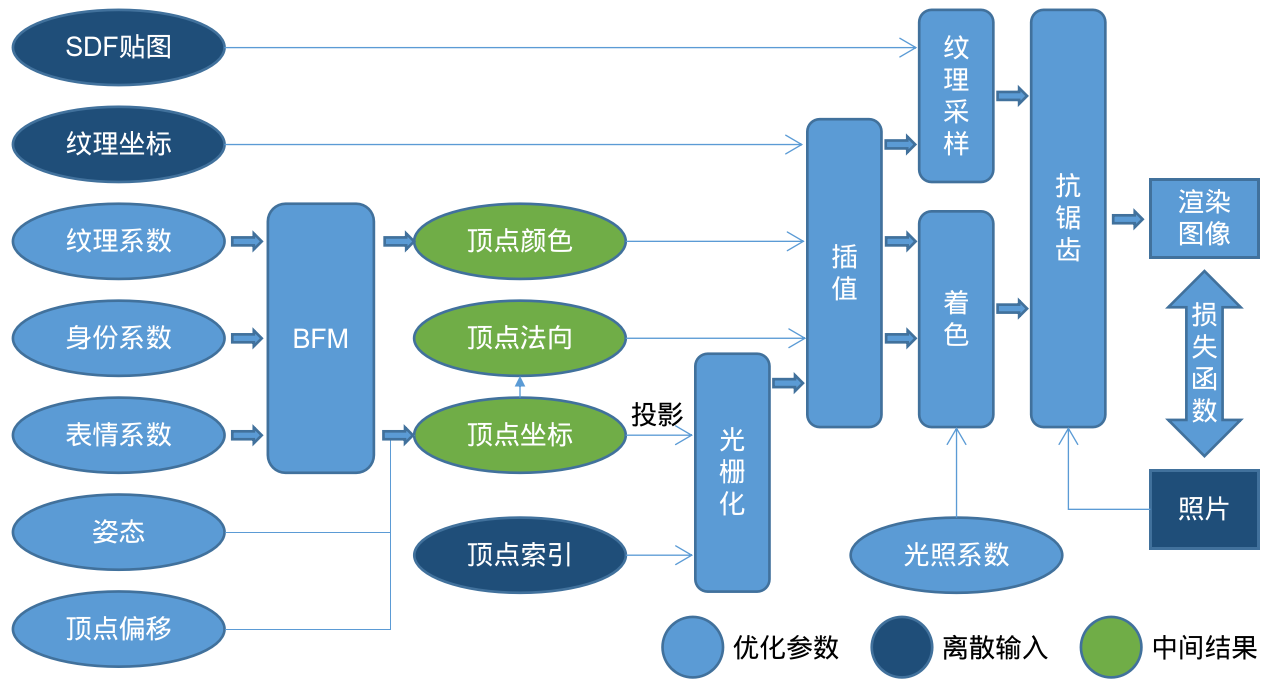 SDF贴图
纹理坐标
纹理系数
身份系数
表情系数
姿态
顶点偏移
BFM
顶点颜色
顶点法向
顶点坐标
顶点索引
投影
光栅化
插值
纹理采样
着色
光照系数
抗锯齿
渲染
图像
损失函数
照片
优化参数
离散输入
中间结果